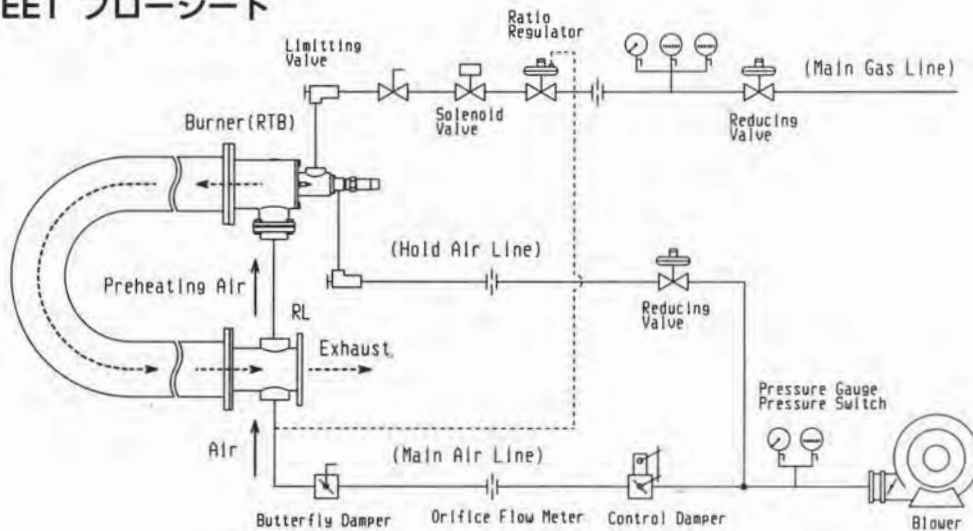 EET フローシート
Ratio
Regulator
Limitting
Valve
(Main Gas Line)
Burner(RTB)
Solenoid
Valve
Reducing
Valve
(Hold Air Line)
Preheating Air
RL
Reducing
Valve
Exhaust
Pressure Gauge
Pressure Switch
Air
(Main Air Line)
Butterfly Damper
Orifice Flow Meter
Control Damper
Blower